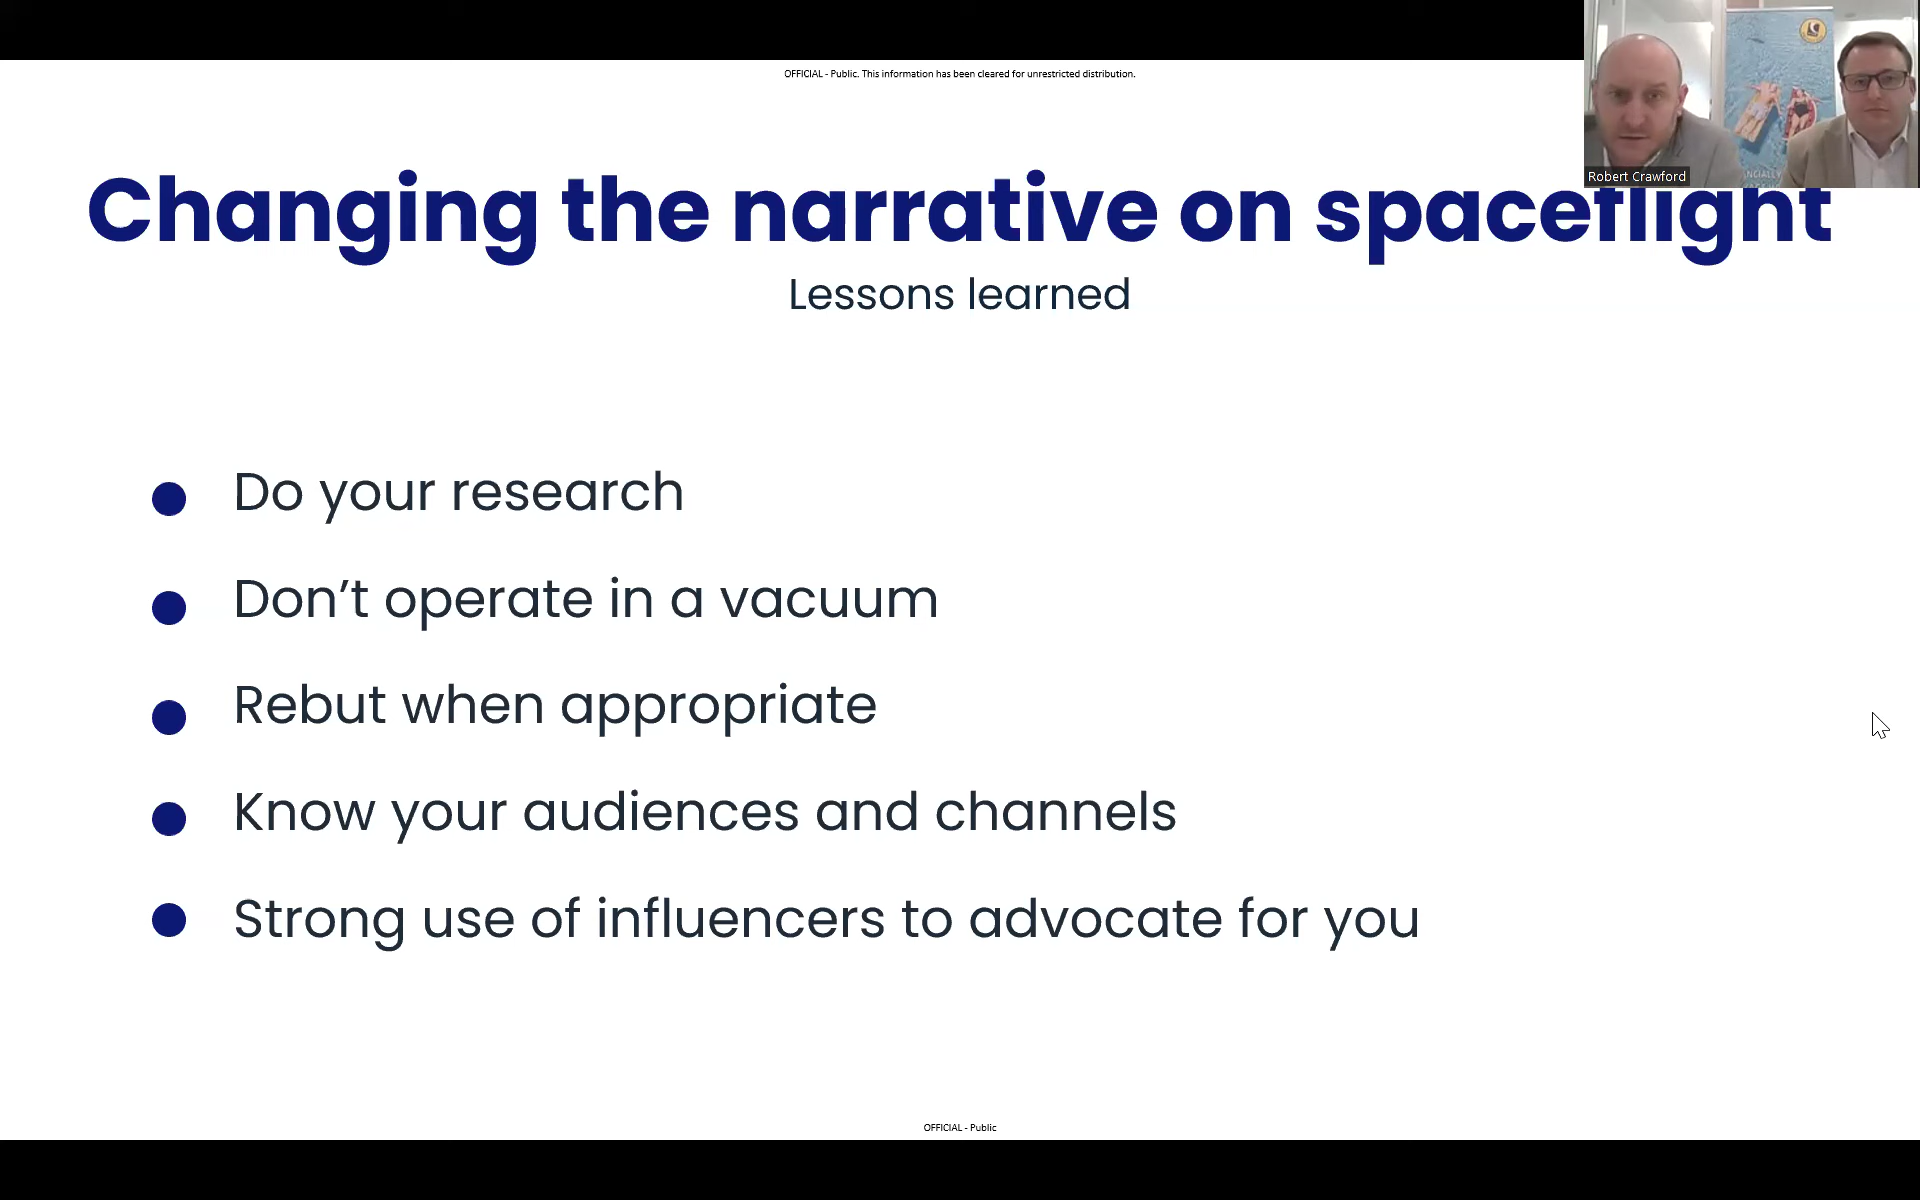 OFFICIAL - Public. This information has been cleared for unrestricted distribution.
Robert Crawford
Changing the narrative on spaceflight
Lessons learned
Do your research
Don’t operate in a vacuum
Rebut when appropriate
Know your audiences and channels
Strong use of influencers to advocate for you
OFFICIAL - Public